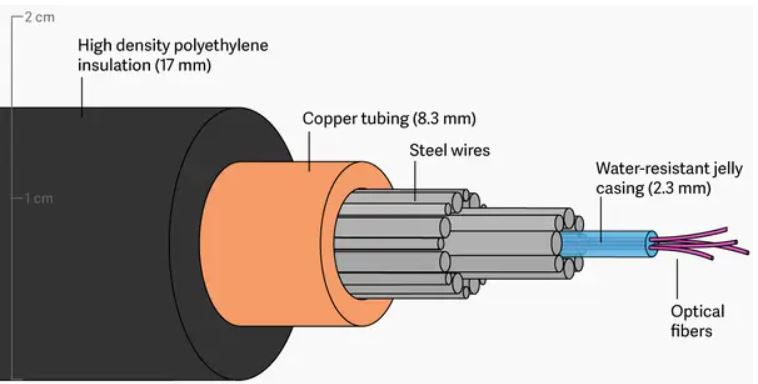 2 cm
High density polyethylene
insulation (17 mm)
Copper tubing (8.3 mm)
Steel wires
Water-resistant jelly
casing (2.3 mm)
1 cm
Optical
fibers